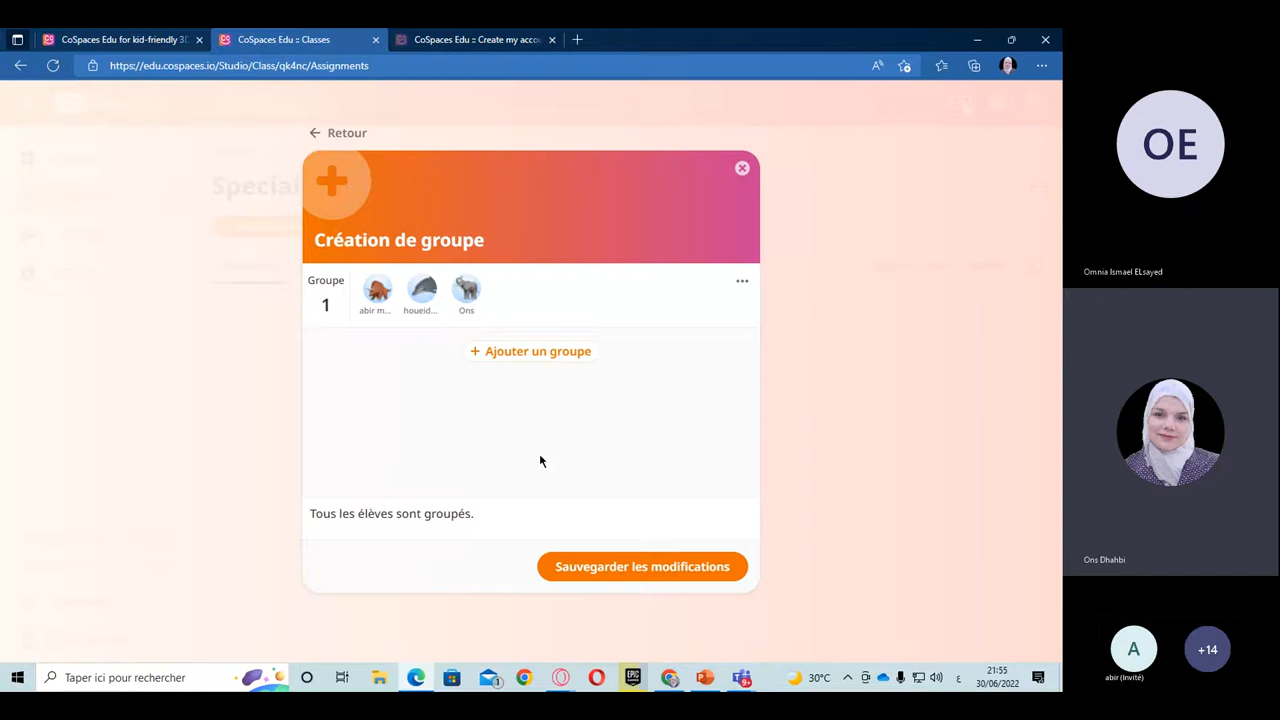 CoSpaces Edu for kid-friendly 3D
CoSpaces Edu :: Classes
CoSpaces Edu :: Create my accou
https://edu.cospaces.io/Studio/Class/qk4nc/Assignments
Retour
Special
Création de groupe
Groupe
1
abir m...
houeid...
Ons
Ajouter un groupe
Tous les élèves sont groupés.
Sauvegarder les modifications
OE
Omnia Ismael ELsayed
Ons Dhahbi
A
+14
abir (Invité)
Taper ici pour rechercher
EPIC
30°C
ع
21:55
30/06/2022